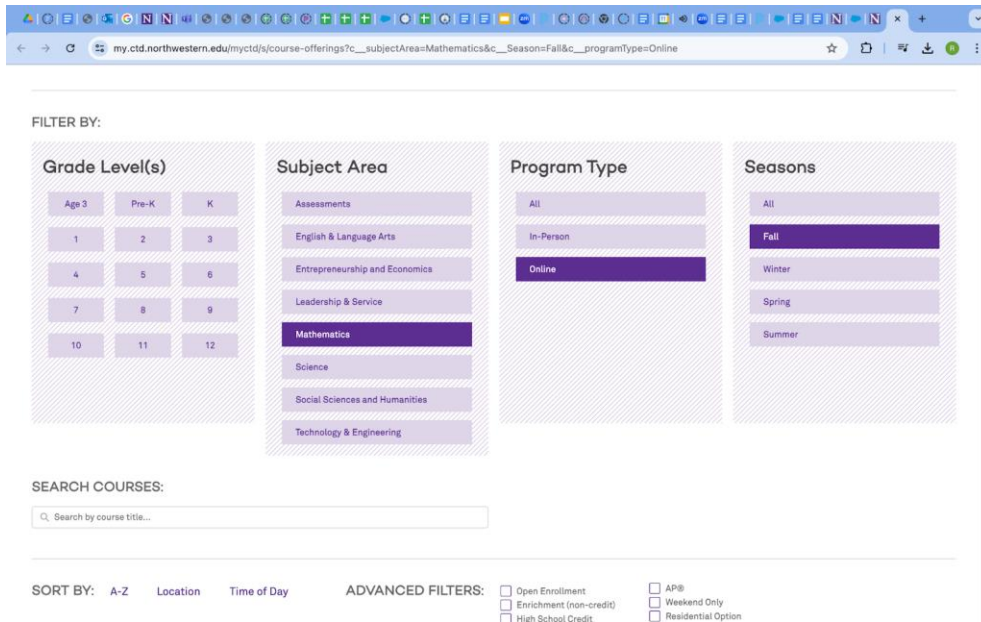 my.ctd.northwestern.edu/myctd/s/course-offerings?c__subjectArea=Mathematics&c__Season=Fall&c__programType=Online
FILTER BY:
Grade Level(s)
Age 3 Pre-K K
1 2 3
4 5 6
7 8 9
10 11 12
Subject Area
Assessments
English & Language Arts
Entrepreneurship and Economics
Leadership & Service
Mathematics
Science
Social Sciences and Humanities
Technology & Engineering
Program Type
All
In-Person
Online
Seasons
All
Fall
Winter
Spring
Summer
SEARCH COURSES:
Search by course title...
SORT BY: A-Z Location Time of Day
ADVANCED FILTERS:
Open Enrollment
Enrichment (non-credit)
High School Credit
AP®
Weekend Only
Residential Option